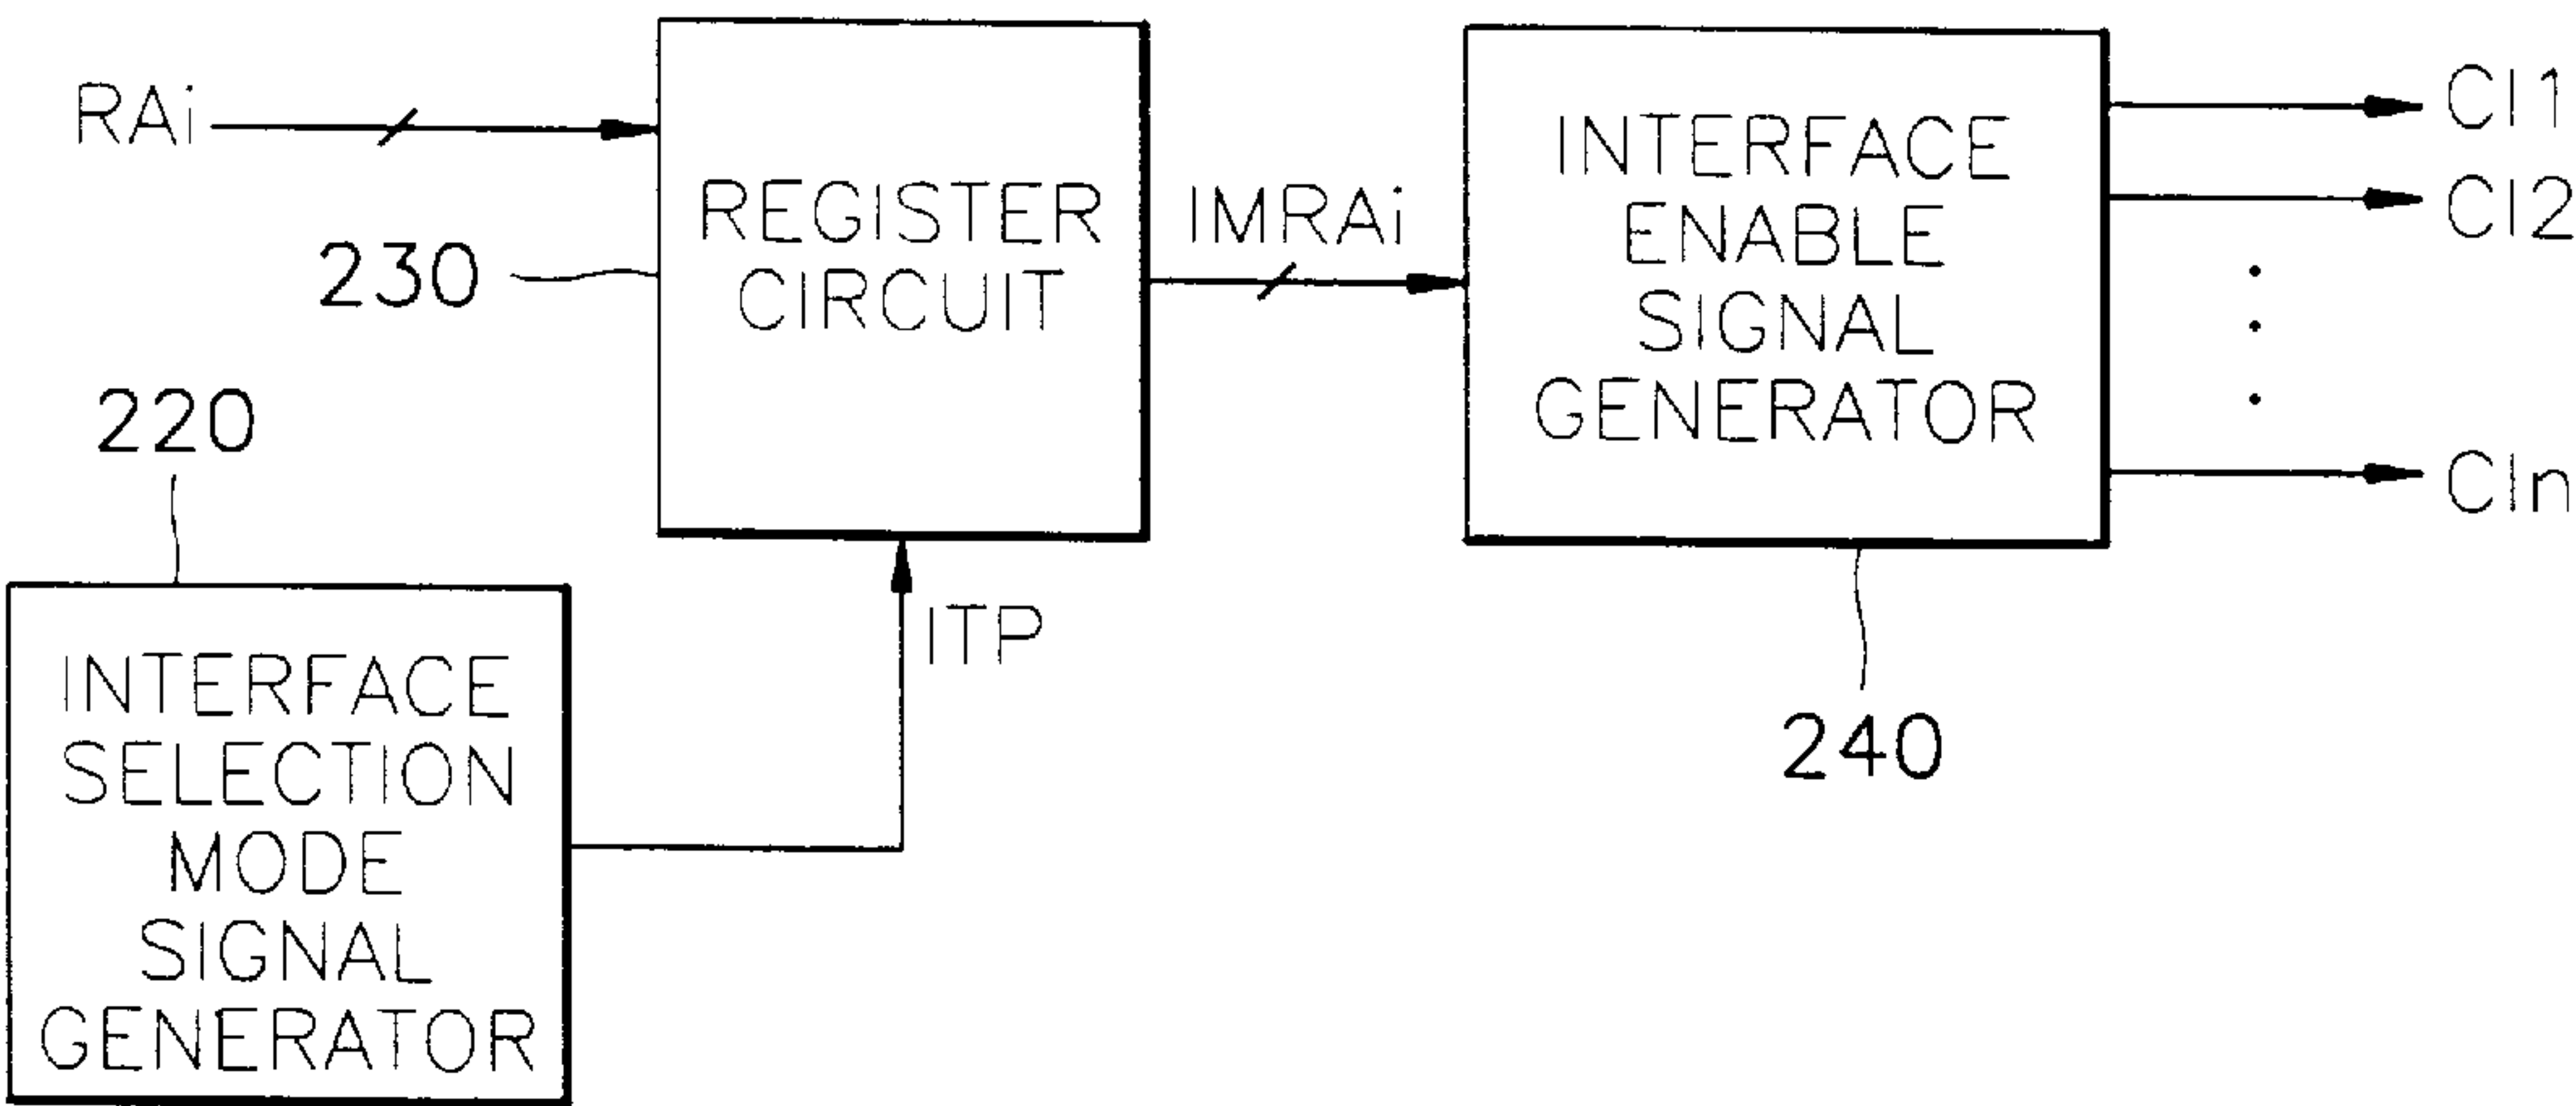 RAi
230
REGISTER
CIRCUIT
IMRAi
INTERFACE
ENABLE
SIGNAL
GENERATOR
CI1
CI2
CIn
220
ITP
240
INTERFACE
SELECTION
MODE
SIGNAL
GENERATOR